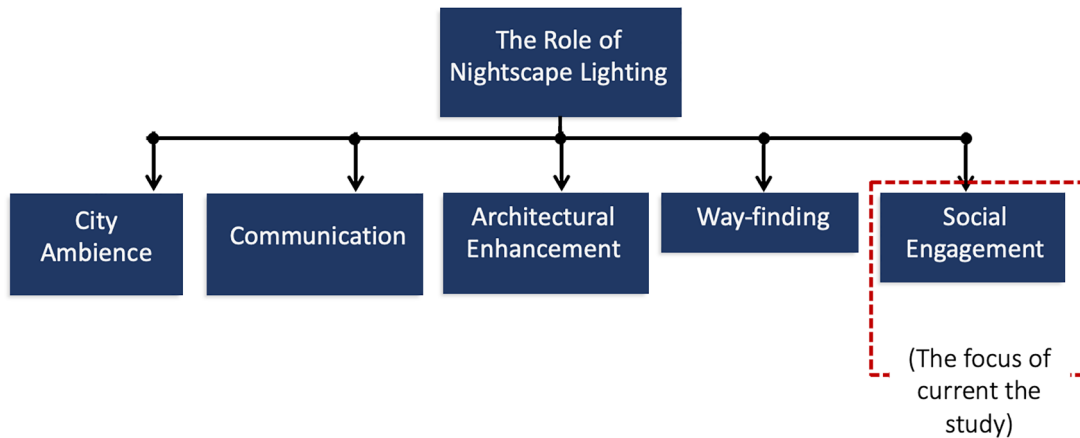 The Role of
Nightscape Lighting
City
Ambience
Communication
Architectural
Enhancement
Way-finding
Social
Engagement
(The focus of
current the
study)